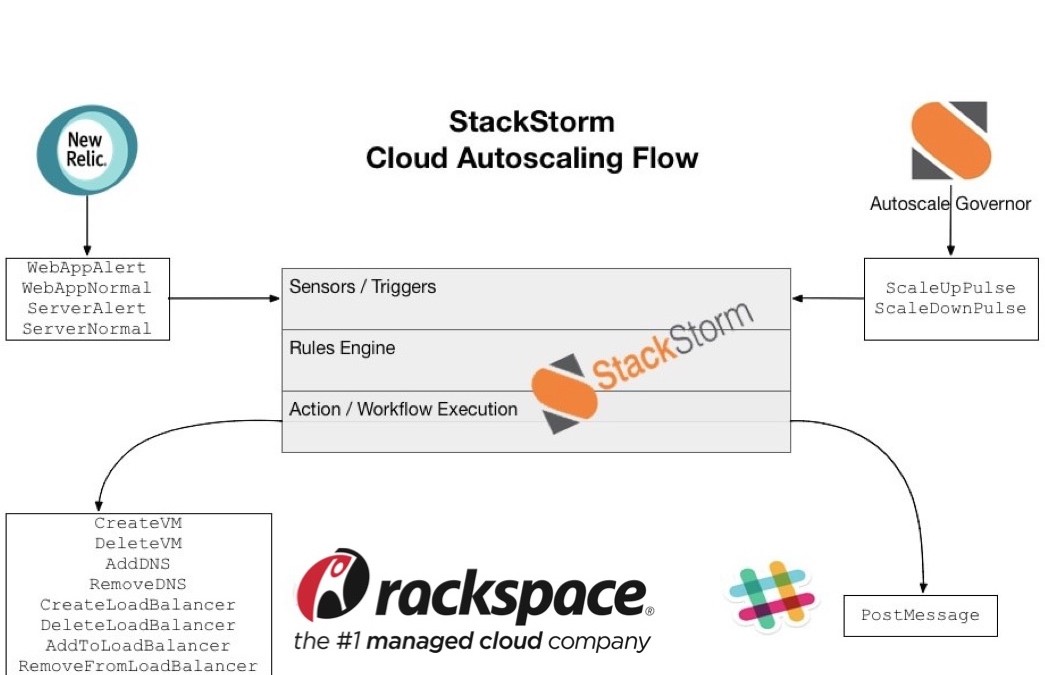 StackStorm
Cloud Autoscaling Flow
New
Relic.
Autoscale Governor
WebAppAlert
WebAppNormal
ServerAlert
ServerNormal
Sensors / Triggers
Rules Engine
Action / Workflow Execution
StackStorm
ScaleUpPulse
ScaleDownPulse
CreateVM
DeleteVM
AddDNS
RemoveDNS
CreateLoadBalancer
DeleteLoadBalancer
AddToLoadBalancer
RemoveFromLoadBalancer
rackspace®
the #1 managed cloud company
PostMessage